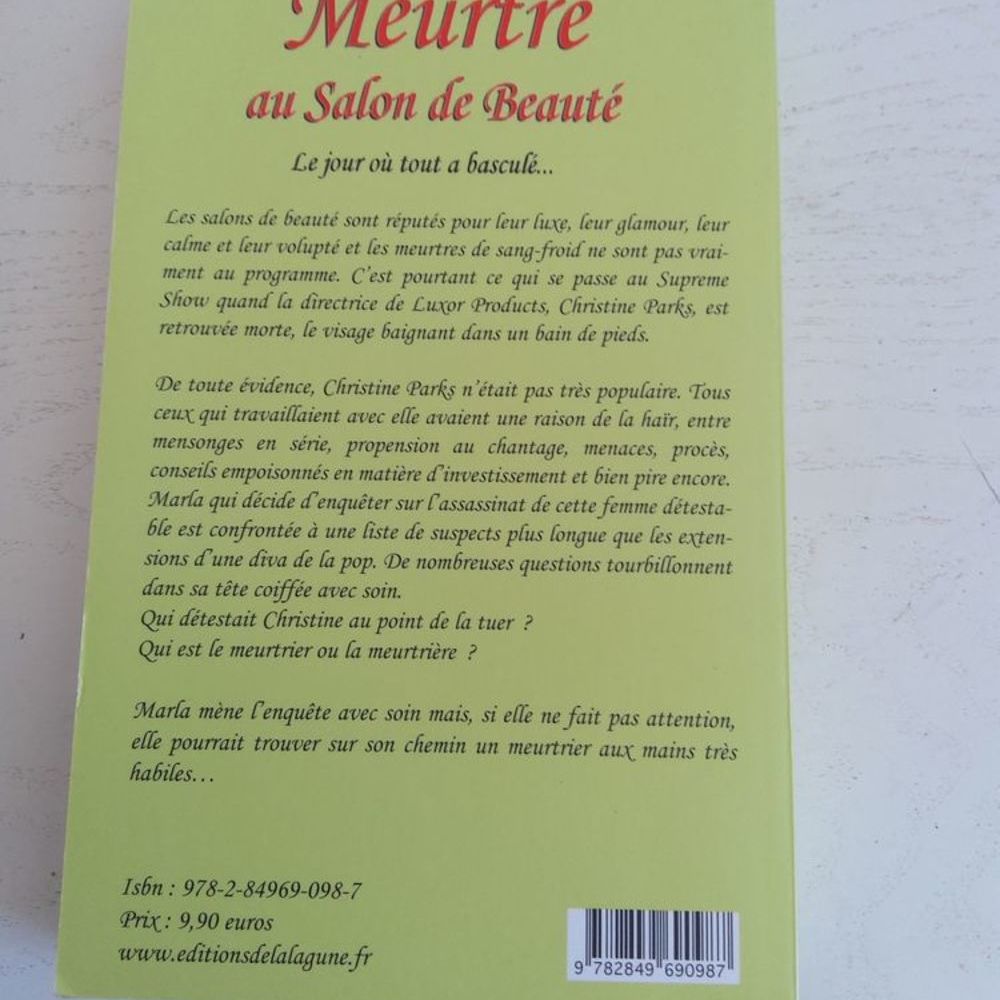 Meurtre
au Salon de Beauté
Le jour où tout a basculé...
Les salons de beauté sont réputés pour leur luxe, leur glamour, leur
calme et leur volupté et les meurtres de sang-froid ne sont pas vrai-
ment au programme. C'est pourtant ce qui se passe au Supreme
Show quand la directrice de Luxor Products, Christine Parks, est
retrouvée morte, le visage baignant dans un bain de pieds.
De toute évidence, Christine Parks n'était pas très populaire. Tous
ceux qui travaillaient avec elle avaient une raison de la haïr, entre
mensonges en série, propension au chantage, menaces, procès,
conseils empoisonnés en matière d'investissement et bien pire encore.
Marla qui décide d'enquêter sur l'assassinat de cette femme détesta-
ble est confrontée à une liste de suspects plus longue que les exten-
sions d'une diva de la pop. De nombreuses questions tourbillonnent
dans sa tête coiffée avec soin.
Qui détestait Christine au point de la tuer ?
Qui est le meurtrier ou la meurtrière ?
Marla mène l'enquête avec soin mais, si elle ne fait pas attention,
elle pourrait trouver sur son chemin un meurtrier aux mains très
habiles...
Isbn : 978-2-84969-098-7
Prix : 9,90 euros
www.editionsdelalagune.fr
9 782849 690987